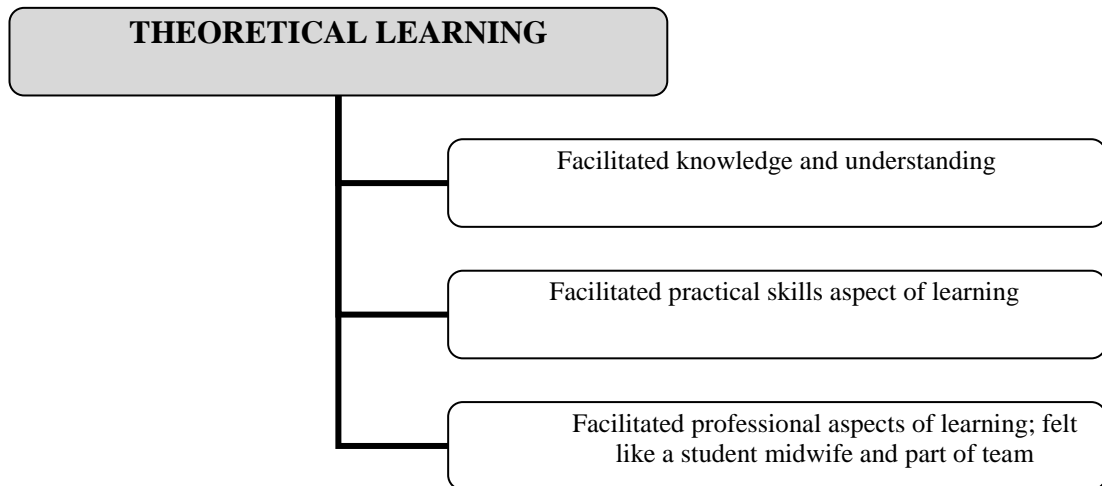 THEORETICAL LEARNING
Facilitated knowledge and understanding
Facilitated practical skills aspect of learning
Facilitated professional aspects of learning; felt
like a student midwife and part of team